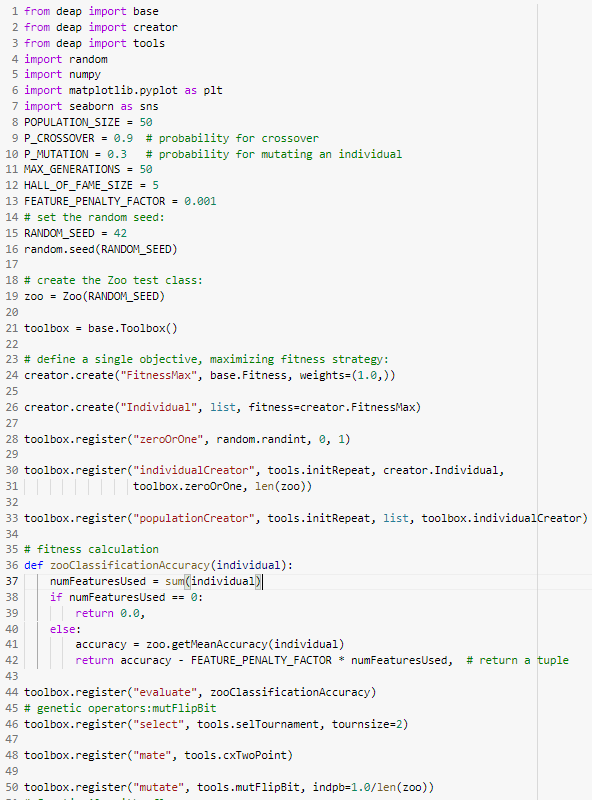 1 from deap import base
2 from deap import creator
3 from deap import tools
4 import random
5 import numpy
6 import matplotlib.pyplot as plt
7 import seaborn as sns
8 POPULATION_SIZE = 50
9 P_CROSSOVER = 0.9  # probability for crossover
10 P_MUTATION = 0.3   # probability for mutating an individual
11 MAX_GENERATIONS = 50
12 HALL_OF_FAME_SIZE = 5
13 FEATURE_PENALTY_FACTOR = 0.001
14 # set the random seed:
15 RANDOM_SEED = 42
16 random.seed(RANDOM_SEED)
17
18 # create the Zoo test class:
19 zoo = Zoo(RANDOM_SEED)
20
21 toolbox = base.Toolbox()
22
23 # define a single objective, maximizing fitness strategy:
24 creator.create("FitnessMax", base.Fitness, weights=(1.0,))
25
26 creator.create("Individual", list, fitness=creator.FitnessMax)
27
28 toolbox.register("zeroOrOne", random.randint, 0, 1)
29
30 toolbox.register("individualCreator", tools.initRepeat, creator.Individual,
31                  toolbox.zeroOrOne, len(zoo))
32
33 toolbox.register("populationCreator", tools.initRepeat, list, toolbox.individualCreator)
34
35 # fitness calculation
36 def zooClassificationAccuracy(individual):
37     numFeaturesUsed = sum(individual)
38     if numFeaturesUsed == 0:
39         return 0.0,
40     else:
41         accuracy = zoo.getMeanAccuracy(individual)
42         return accuracy - FEATURE_PENALTY_FACTOR * numFeaturesUsed,  # return a tuple
43
44 toolbox.register("evaluate", zooClassificationAccuracy)
45 # genetic operators:mutFlipBit
46 toolbox.register("select", tools.selTournament, tournsize=2)
47
48 toolbox.register("mate", tools.cxTwoPoint)
49
50 toolbox.register("mutate", tools.mutFlipBit, indpb=1.0/len(zoo))